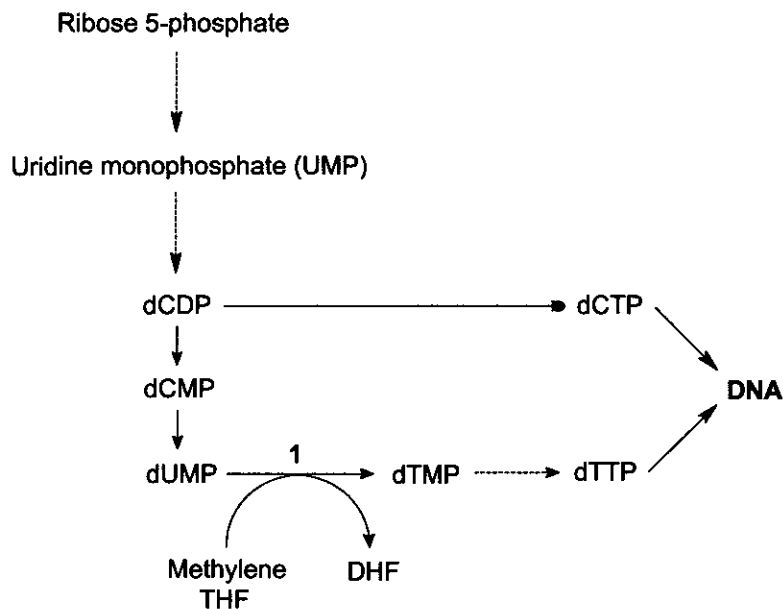 Ribose 5-phosphate
Uridine monophosphate (UMP)
dCDP
dCTP
dCMP
DNA
1
dUMP
dTMP
dTTP
Methylene
THF
DHF